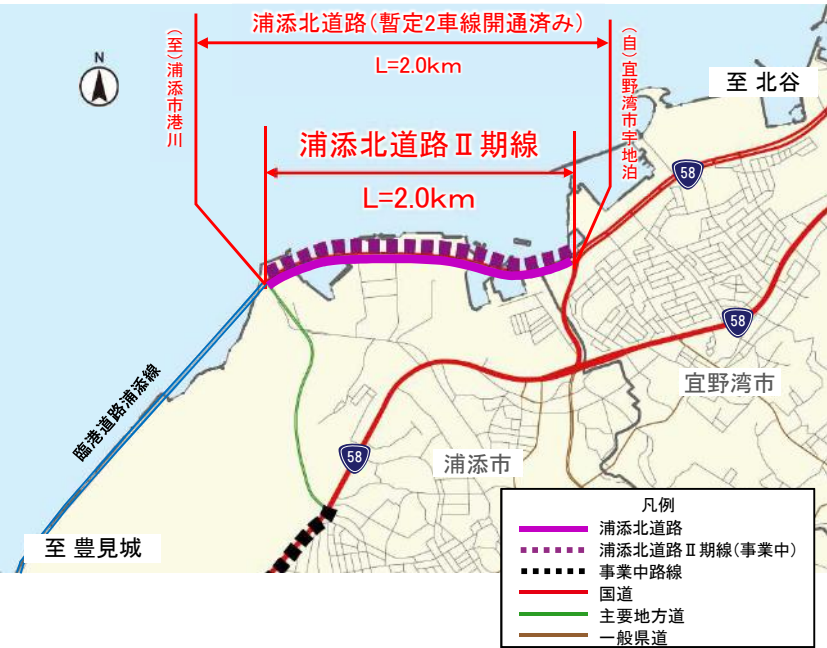 浦添北道路(暫定2車線開通済み)
L=2.0km
(至)浦添市港川
(自)宜野湾市宇地泊
N
至 北谷
浦添北道路Ⅱ期線
L=2.0km
58
58
宜野湾市
臨港道路浦添線
58
浦添市
至 豊見城
凡例
浦添北道路
浦添北道路Ⅱ期線(事業中)
事業中路線
国道
主要地方道
一般県道